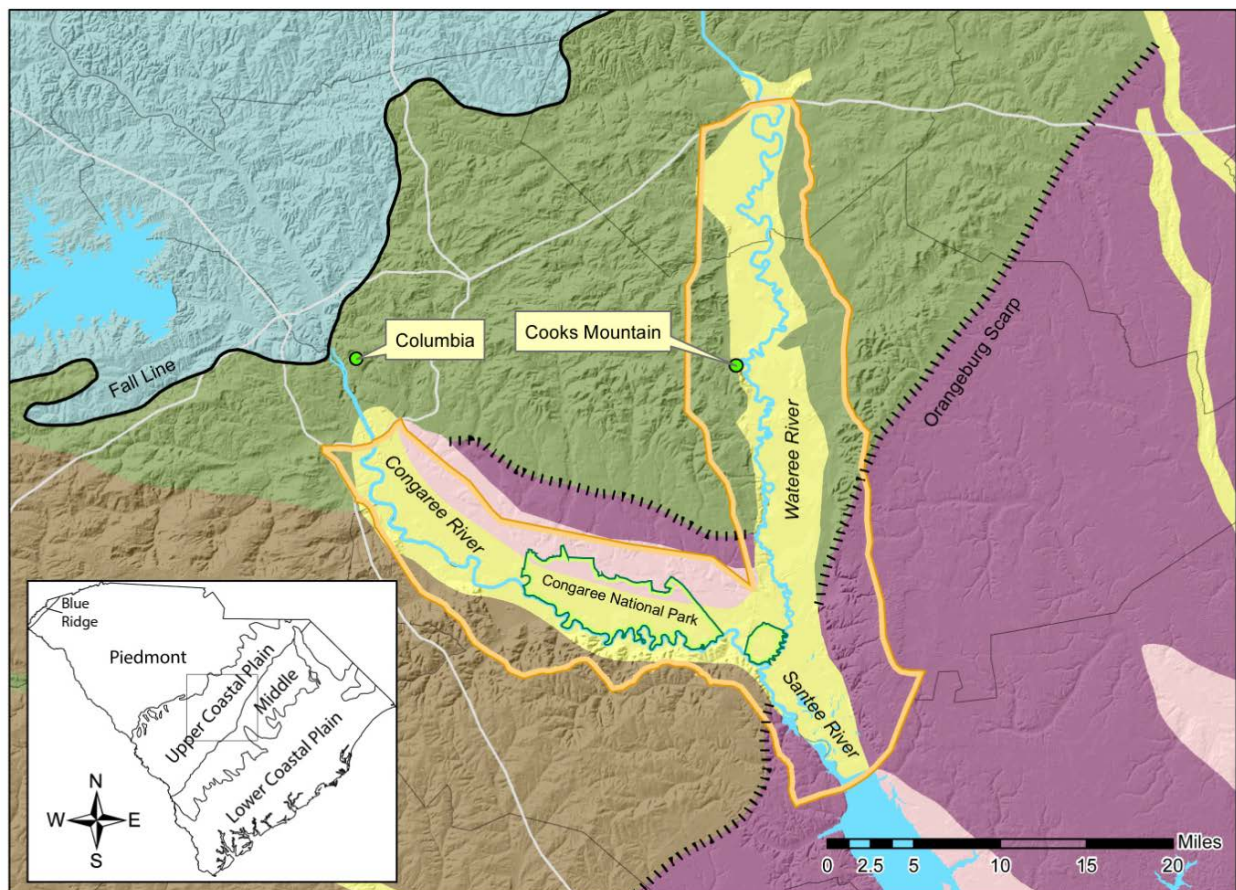 Columbia
Cooks Mountain
Fall Line
Orangeburg Scarp
Wateree River
Congaree River
Congaree National Park
Santee River
Blue
Ridge
Piedmont
Upper Coastal Plain
Middle
Lower Coastal Plain
N
W E
S
Miles
0 2.5 5 10 15 20